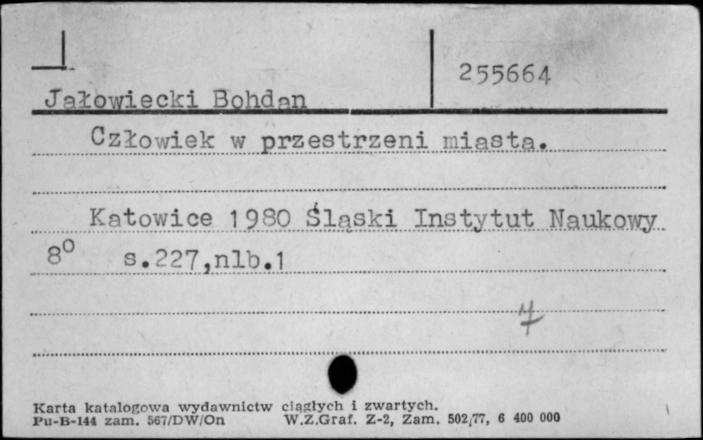 255664
Jałowiecki Bohdan
Człowiek w przestrzeni miasta.
Katowice 1980 Śląski Instytut Naukowy
8º s.227,nlb.1
Karta katalogowa wydawnictw ciągłych i zwartych.
Pu-B-144 zam. 567/DW/On W.Z.Graf. Z-2, Zam. 502/77, 6 400 000